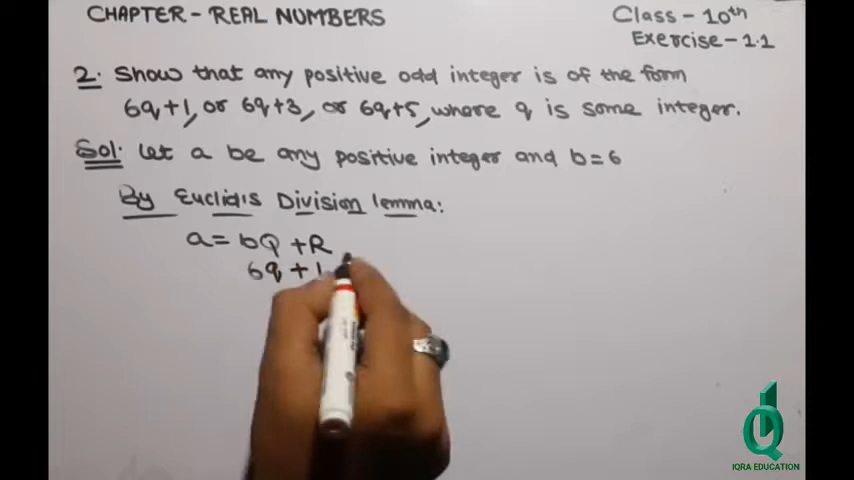 CHAPTER - REAL NUMBERS
Class - 10th
Exercise - 1.1
2. Show that any positive odd integer is of the form
6q+1, or 6q+3, or 6q+5, where q is some integer.
Sol. Let a be any positive integer and b = 6
By Euclid's Division lemma:
a = bQ + R
6q + 1
IQRA EDUCATION